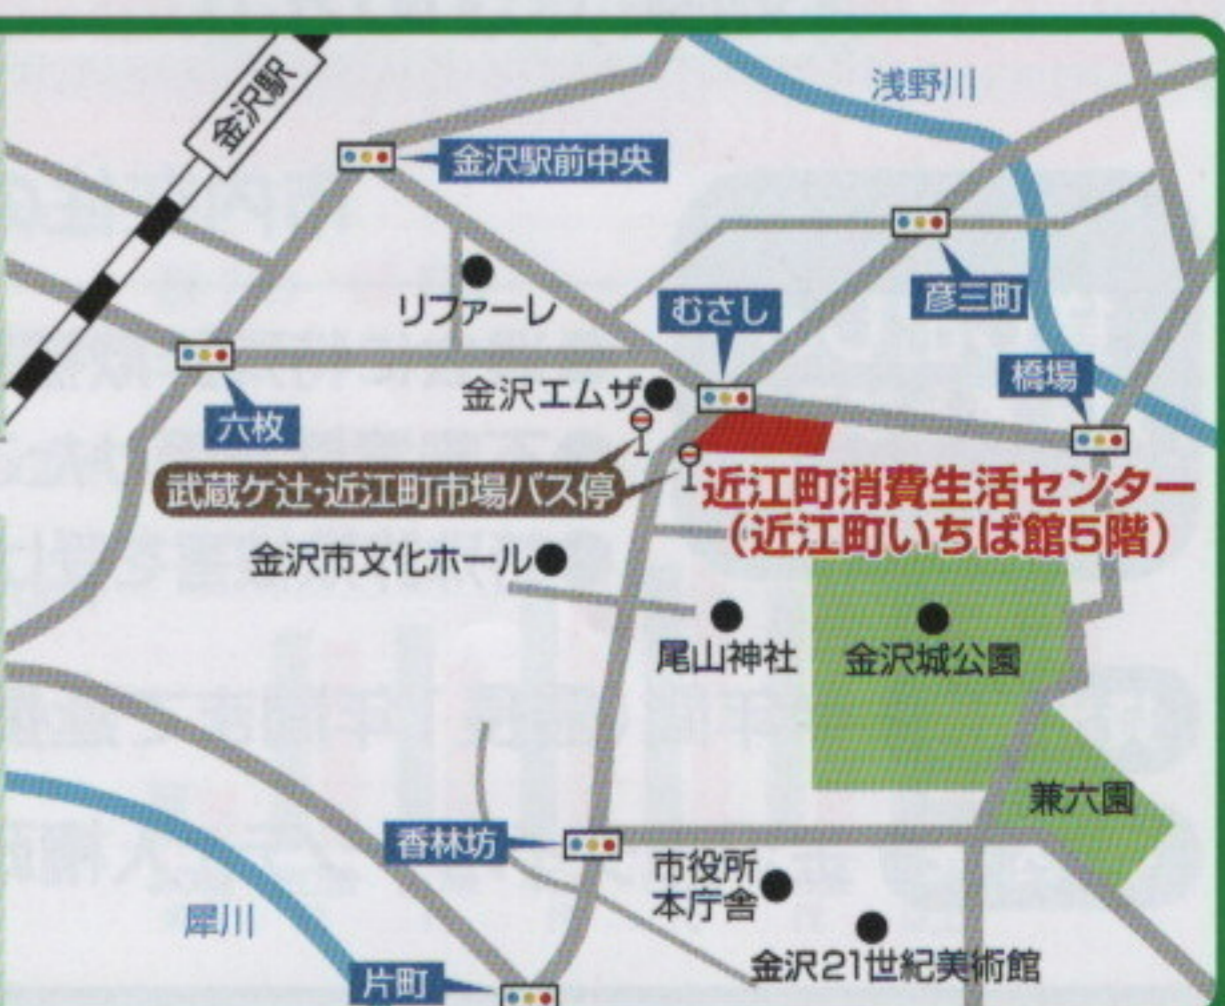 浅野川
金沢駅
金沢駅前中央
彦三町
リファーレ
むさし
橋場
金沢エムザ
六枚
武蔵ケ辻・近江町市場バス停
近江町消費生活センター
(近江町いちば館5階)
金沢市文化ホール
尾山神社
金沢城公園
兼六園
香林坊
市役所
本庁舎
犀川
金沢21世紀美術館
片町